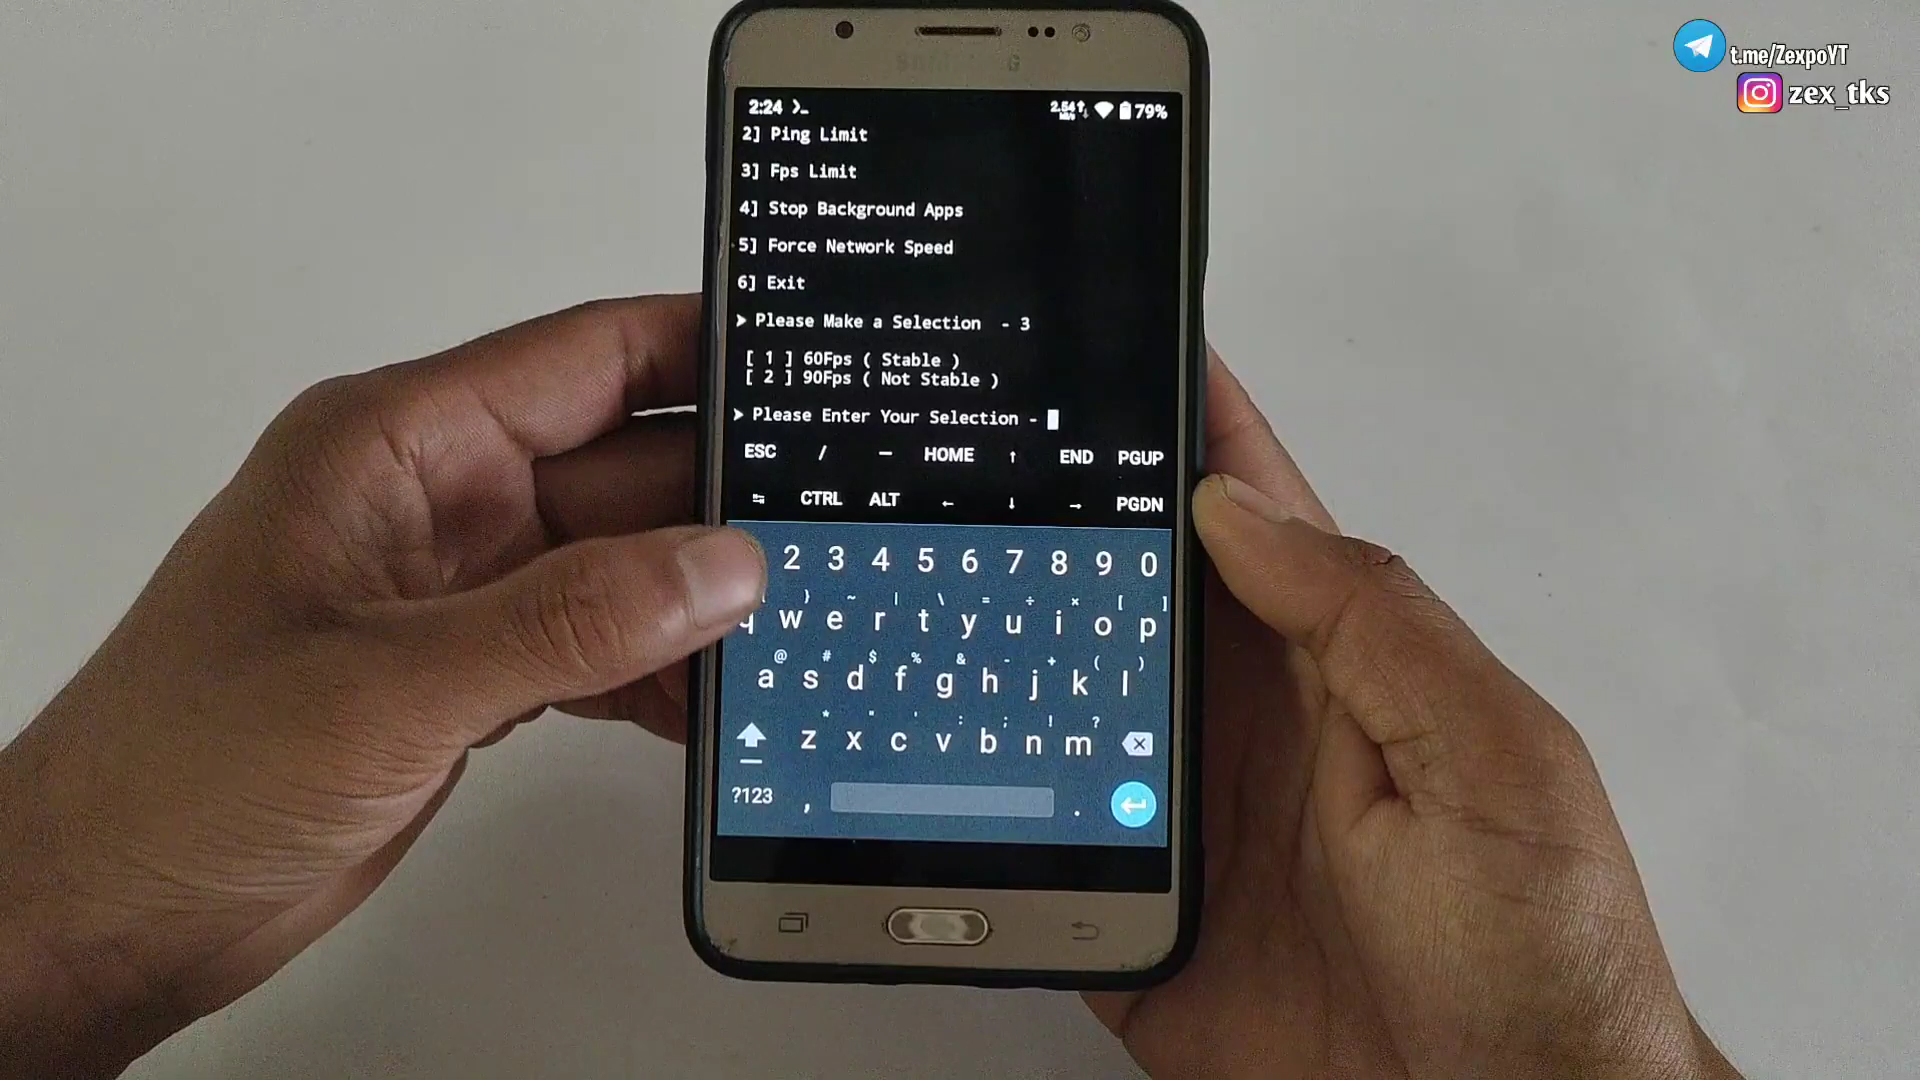 t.me/ZexpoYT
zex_tks
SAMSUNG
2:24 79%
2] Ping Limit
3] Fps Limit
4] Stop Background Apps
5] Force Network Speed
6] Exit
➤ Please Make a Selection - 3
[ 1 ] 60Fps ( Stable )
[ 2 ] 90Fps ( Not Stable )
➤ Please Enter Your Selection -
ESC / — HOME ↑ END PGUP
↹ CTRL ALT ← ↓ → PGDN
2 3 4 5 6 7 8 9 0
} ~ | \ = ÷ × [ ]
q w e r t y u i o p
@ # $ % & - + ( )
a s d f g h j k l
* " ' : ; ! ?
z x c v b n m
?123 , .